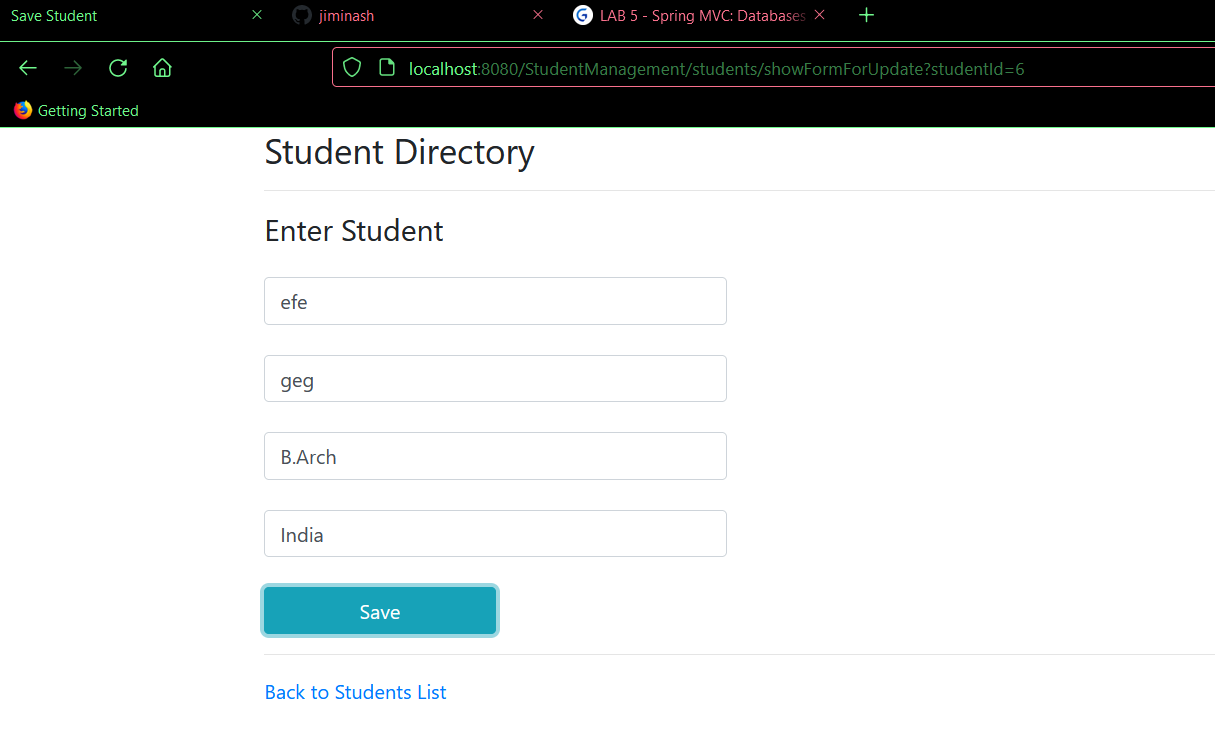 Save Student
jiminash
LAB 5 - Spring MVC: Databases
localhost:8080/StudentManagement/students/showFormForUpdate?studentId=6
Getting Started
Student Directory
Enter Student
efe
geg
B.Arch
India
Save
Back to Students List